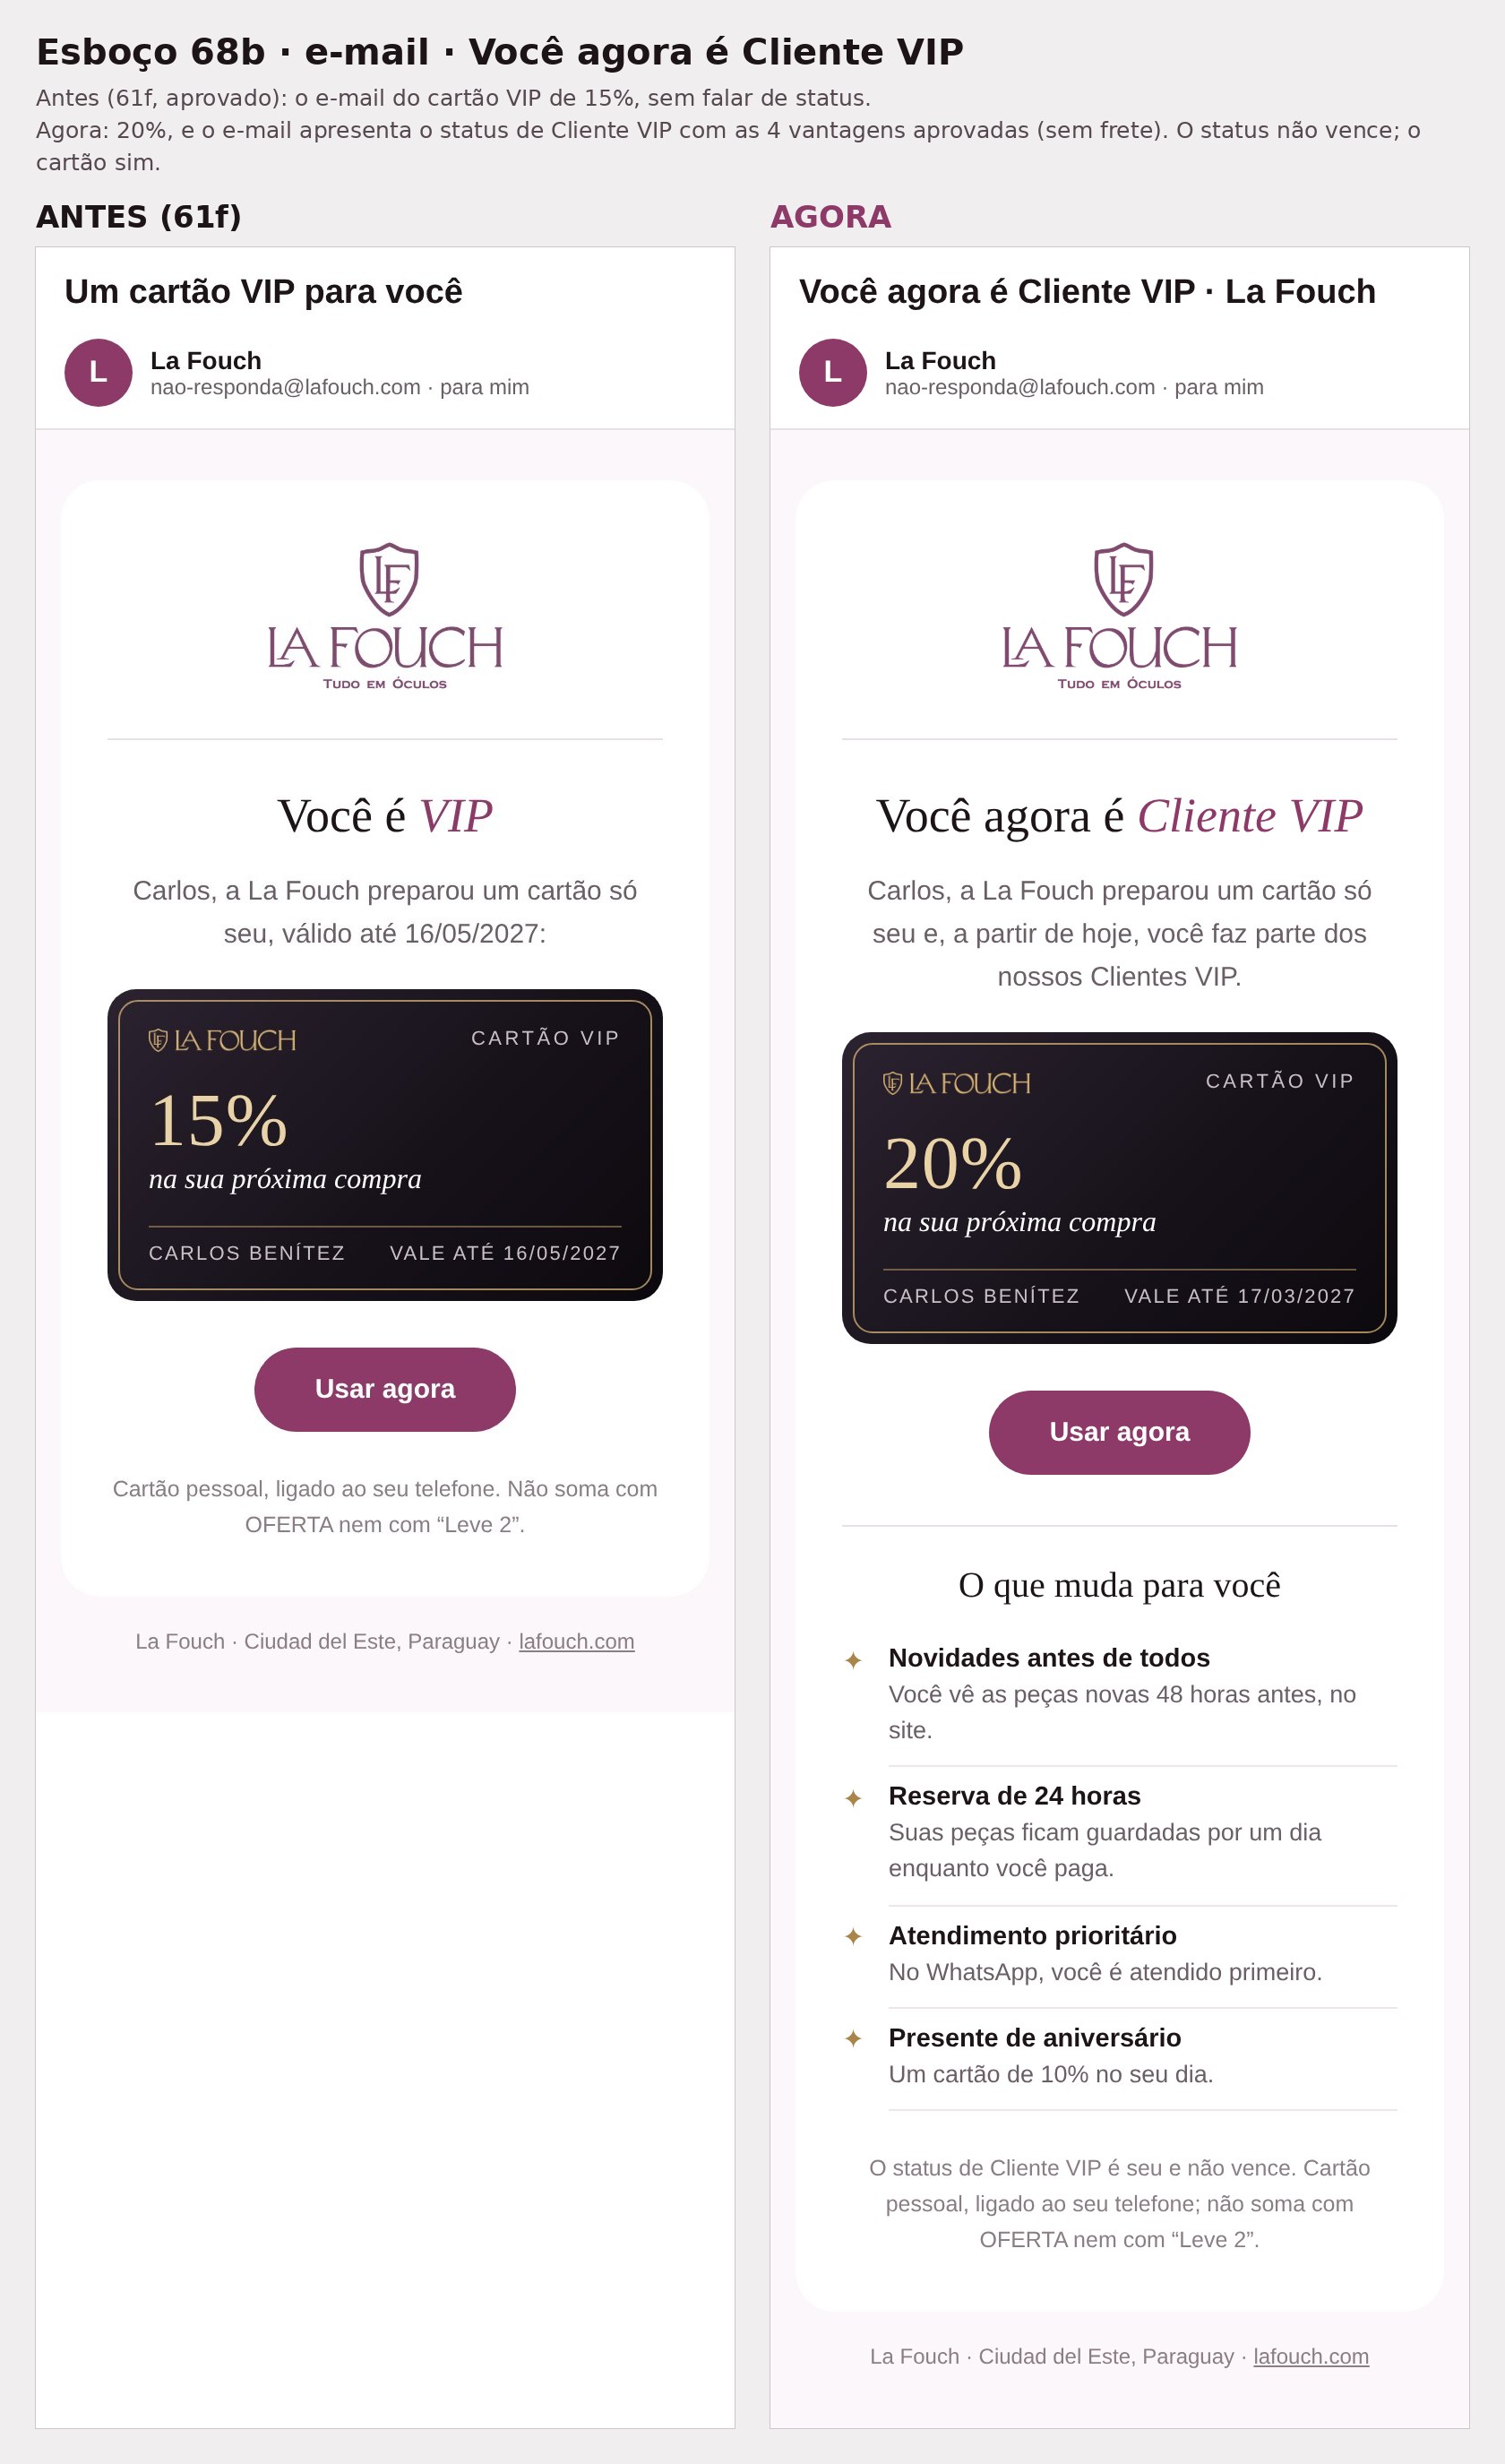 Esboço 68b · e-mail · Você agora é Cliente VIP
Antes (61f, aprovado): o e-mail do cartão VIP de 15%, sem falar de status.
Agora: 20%, e o e-mail apresenta o status de Cliente VIP com as 4 vantagens aprovadas (sem frete). O status não vence; o
cartão sim.
ANTES (61f)
Um cartão VIP para você
L
La Fouch
nao-responda@lafouch.com · para mim
LF
LA FOUCH
Tudo em Óculos
Você é VIP
Carlos, a La Fouch preparou um cartão só
seu, válido até 16/05/2027:
LF LA FOUCH
CARTÃO VIP
15%
na sua próxima compra
CARLOS BENÍTEZ
VALE ATÉ 16/05/2027
Usar agora
Cartão pessoal, ligado ao seu telefone. Não soma com
OFERTA nem com “Leve 2”.
La Fouch · Ciudad del Este, Paraguay · lafouch.com
AGORA
Você agora é Cliente VIP · La Fouch
L
La Fouch
nao-responda@lafouch.com · para mim
LF
LA FOUCH
Tudo em Óculos
Você agora é Cliente VIP
Carlos, a La Fouch preparou um cartão só
seu e, a partir de hoje, você faz parte dos
nossos Clientes VIP.
LF LA FOUCH
CARTÃO VIP
20%
na sua próxima compra
CARLOS BENÍTEZ
VALE ATÉ 17/03/2027
Usar agora
O que muda para você
Novidades antes de todos
Você vê as peças novas 48 horas antes, no
site.
Reserva de 24 horas
Suas peças ficam guardadas por um dia
enquanto você paga.
Atendimento prioritário
No WhatsApp, você é atendido primeiro.
Presente de aniversário
Um cartão de 10% no seu dia.
O status de Cliente VIP é seu e não vence. Cartão
pessoal, ligado ao seu telefone; não soma com
OFERTA nem com “Leve 2”.
La Fouch · Ciudad del Este, Paraguay · lafouch.com